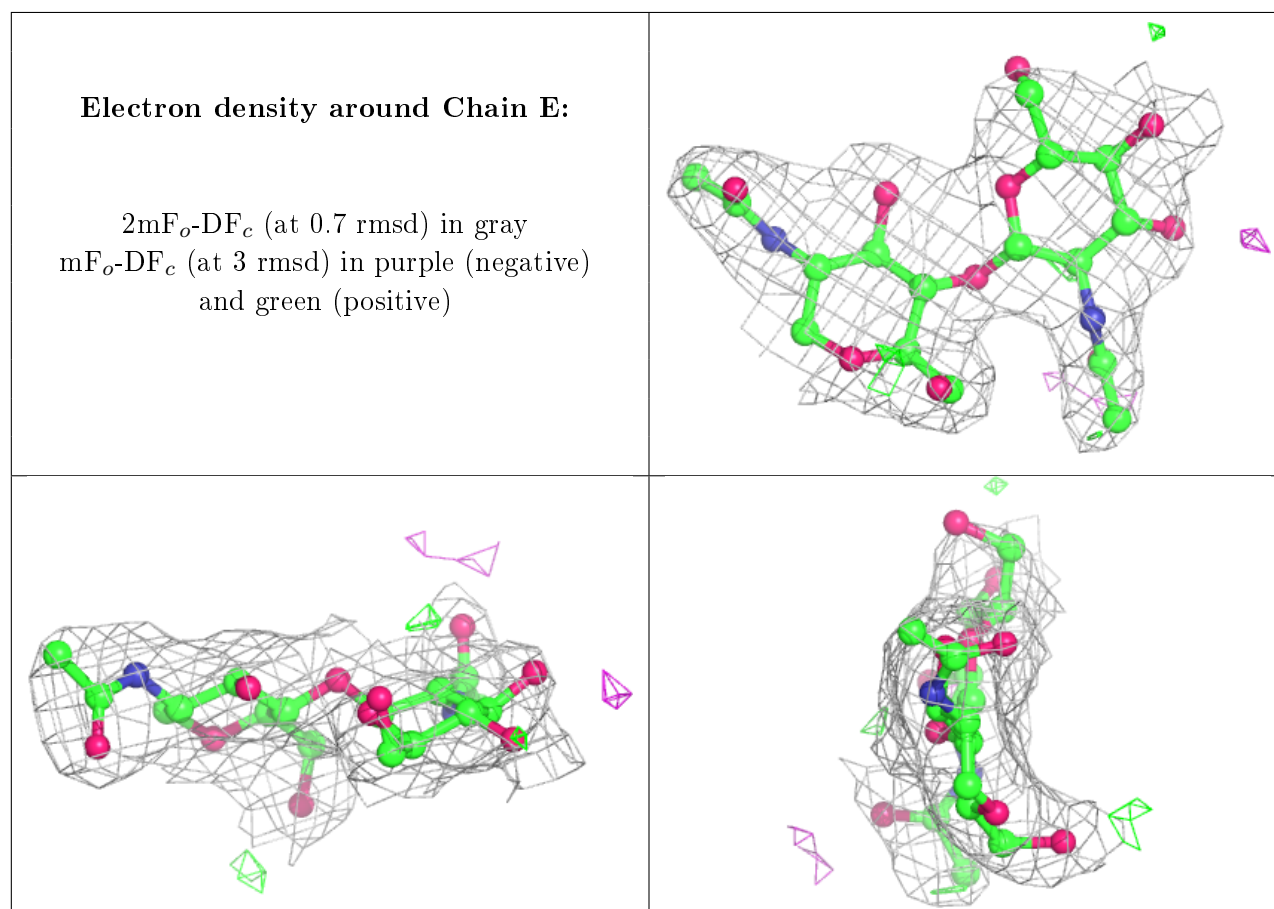 Electron density around Chain E:
2mFo-DFc (at 0.7 rmsd) in gray
mFo-DFc (at 3 rmsd) in purple (negative)
and green (positive)